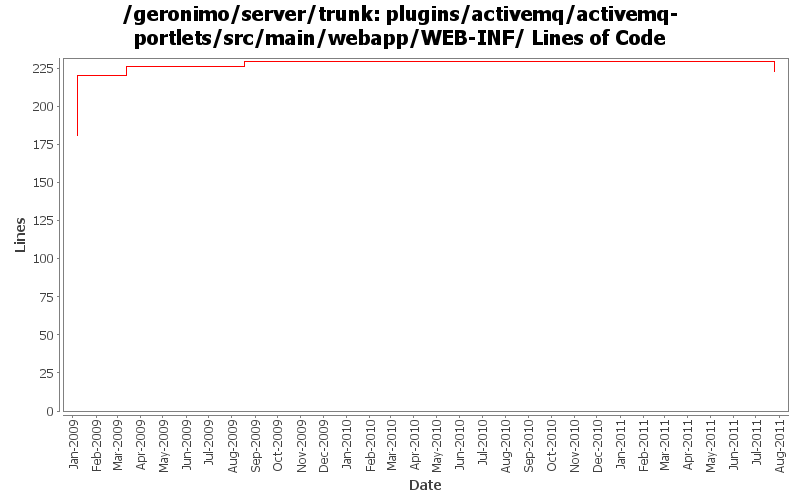 /geronimo/server/trunk: plugins/activemq/activemq-
portlets/src/main/webapp/WEB-INF/ Lines of Code
225
200
175
150
125
100
75
50
25
0
Lines
Jan-2009
Feb-2009
Mar-2009
Apr-2009
May-2009
Jun-2009
Jul-2009
Aug-2009
Sep-2009
Oct-2009
Nov-2009
Dec-2009
Jan-2010
Feb-2010
Mar-2010
Apr-2010
May-2010
Jun-2010
Jul-2010
Aug-2010
Sep-2010
Oct-2010
Nov-2010
Dec-2010
Jan-2011
Feb-2011
Mar-2011
Apr-2011
May-2011
Jun-2011
Jul-2011
Aug-2011
Date